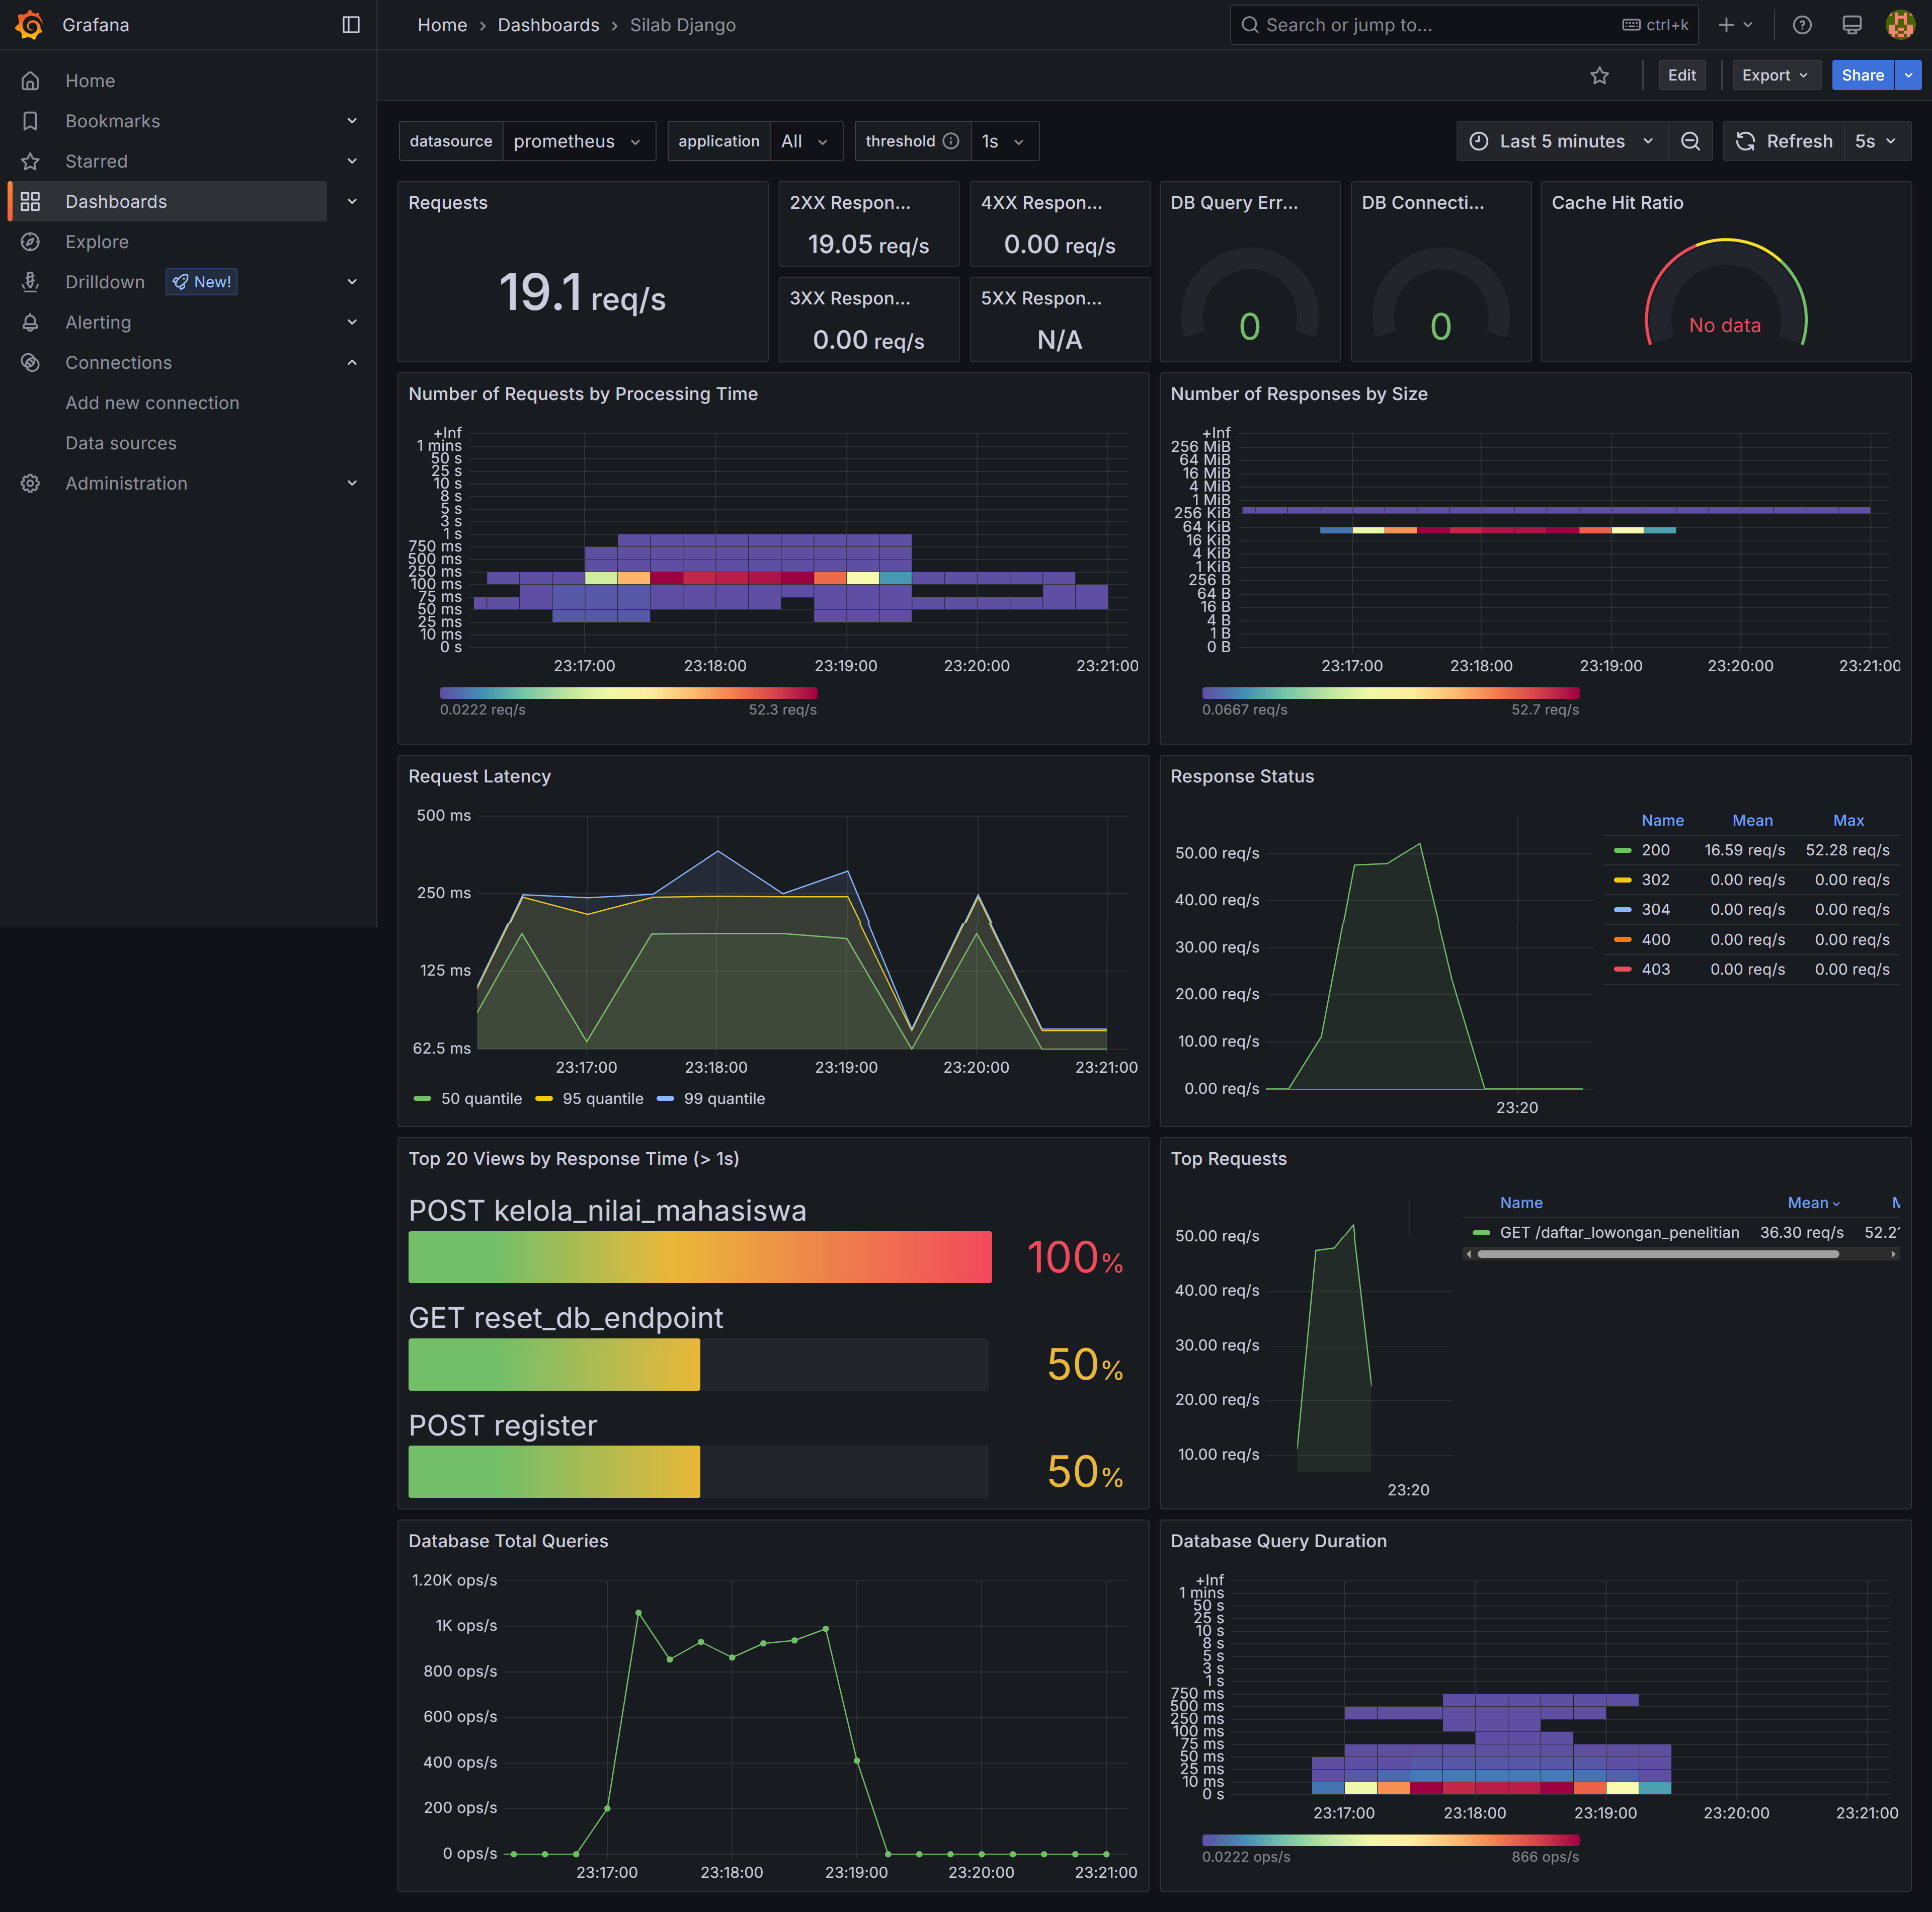 Grafana
Home › Dashboards › Silab Django
Search or jump to...
ctrl+k
Home
Bookmarks
Starred
Dashboards
Explore
Drilldown
New!
Alerting
Connections
Add new connection
Data sources
Administration
Edit
Export
Share
datasource
prometheus
application
All
threshold
1s
Last 5 minutes
Refresh
5s
Requests
19.1 req/s
2XX Respon...
19.05 req/s
4XX Respon...
0.00 req/s
3XX Respon...
0.00 req/s
5XX Respon...
N/A
DB Query Err...
0
DB Connecti...
0
Cache Hit Ratio
No data
Number of Requests by Processing Time
+Inf
1 mins
50 s
25 s
10 s
8 s
5 s
3 s
1 s
750 ms
500 ms
250 ms
100 ms
75 ms
50 ms
25 ms
10 ms
0 s
23:17:00
23:18:00
23:19:00
23:20:00
23:21:00
0.0222 req/s
52.3 req/s
Number of Responses by Size
+Inf
256 MiB
64 MiB
16 MiB
4 MiB
1 MiB
256 KiB
64 KiB
16 KiB
4 KiB
1 KiB
256 B
64 B
16 B
4 B
1 B
0 B
23:17:00
23:18:00
23:19:00
23:20:00
23:21:00
0.0667 req/s
52.7 req/s
Request Latency
500 ms
250 ms
125 ms
62.5 ms
23:17:00
23:18:00
23:19:00
23:20:00
23:21:00
50 quantile
95 quantile
99 quantile
Response Status
50.00 req/s
40.00 req/s
30.00 req/s
20.00 req/s
10.00 req/s
0.00 req/s
23:20
Name Mean Max
200 16.59 req/s 52.28 req/s
302 0.00 req/s 0.00 req/s
304 0.00 req/s 0.00 req/s
400 0.00 req/s 0.00 req/s
403 0.00 req/s 0.00 req/s
Top 20 Views by Response Time (> 1s)
POST kelola_nilai_mahasiswa
100%
GET reset_db_endpoint
50%
POST register
50%
Top Requests
50.00 req/s
40.00 req/s
30.00 req/s
20.00 req/s
10.00 req/s
23:20
Name Mean
GET /daftar_lowongan_penelitian 36.30 req/s
Database Total Queries
1.20K ops/s
1K ops/s
800 ops/s
600 ops/s
400 ops/s
200 ops/s
0 ops/s
23:17:00
23:18:00
23:19:00
23:20:00
23:21:00
Database Query Duration
+Inf
1 mins
50 s
25 s
10 s
8 s
5 s
3 s
1 s
750 ms
500 ms
250 ms
100 ms
75 ms
50 ms
25 ms
10 ms
0 s
23:17:00
23:18:00
23:19:00
23:20:00
23:21:00
0.0222 ops/s
866 ops/s